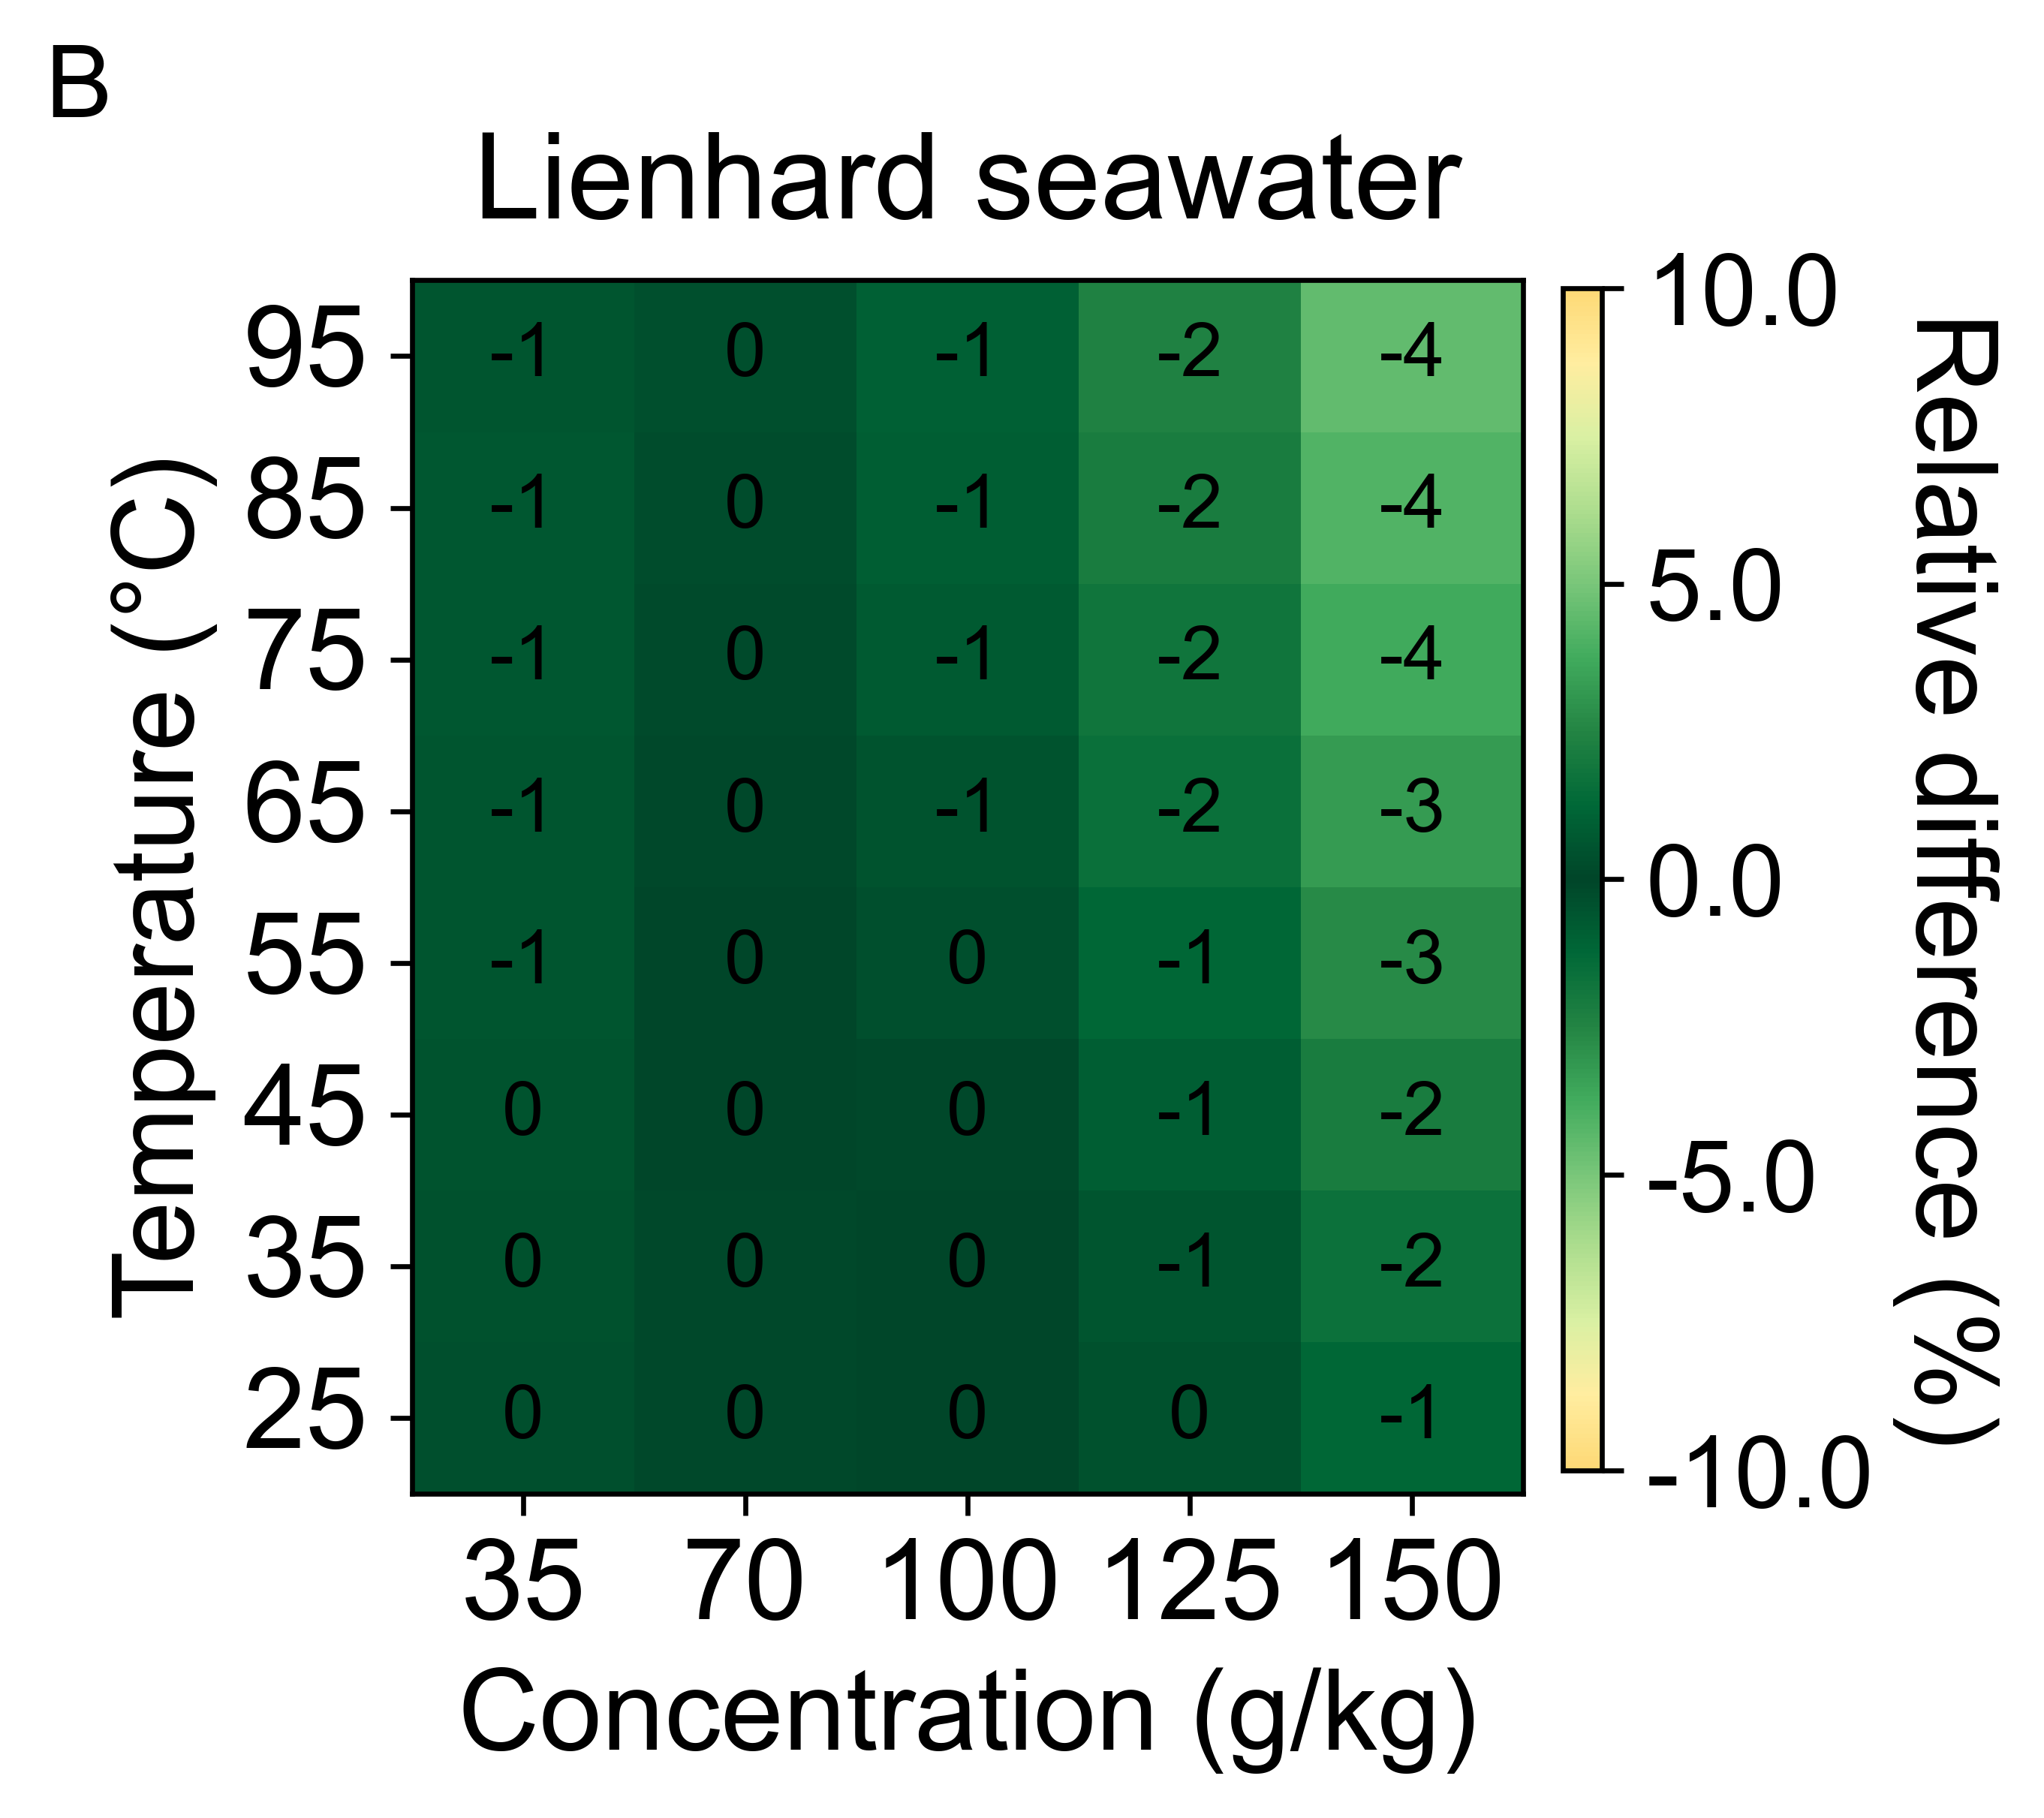 B
Lienhard seawater
95 -1 0 -1 -2 -4
85 -1 0 -1 -2 -4
75 -1 0 -1 -2 -4
65 -1 0 -1 -2 -3
55 -1 0 0 -1 -3
45 0 0 0 -1 -2
35 0 0 0 -1 -2
25 0 0 0 0 -1
35 70 100 125 150
Concentration (g/kg)
Temperature (°C)
10.0
5.0
0.0
-5.0
-10.0
Relative difference (%)